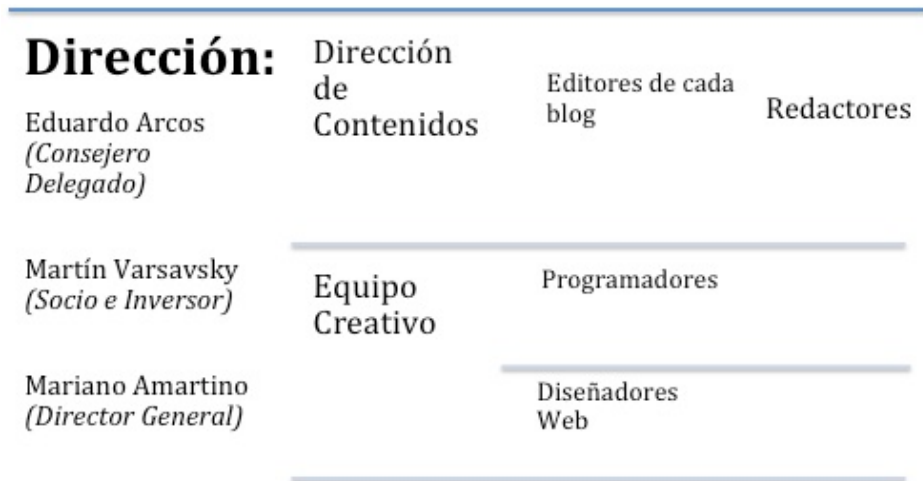 Dirección:
Eduardo Arcos
(Consejero
Delegado)
Martín Varsavsky
(Socio e Inversor)
Mariano Amartino
(Director General)
Dirección
de
Contenidos
Editores de cada
blog
Redactores
Equipo
Creativo
Programadores
Diseñadores
Web